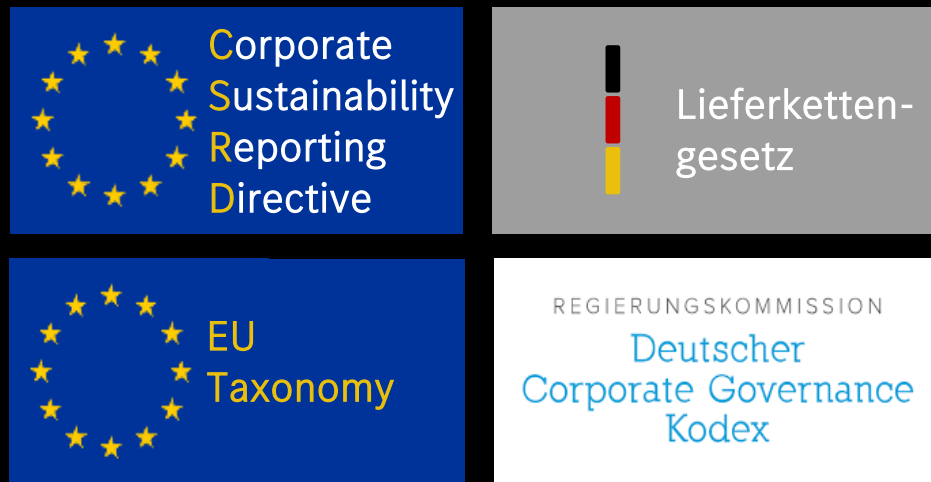 Corporate
Sustainability
Reporting
Directive
Lieferketten-
gesetz
EU
Taxonomy
REGIERUNGSKOMMISSION
Deutscher
Corporate Governance
Kodex